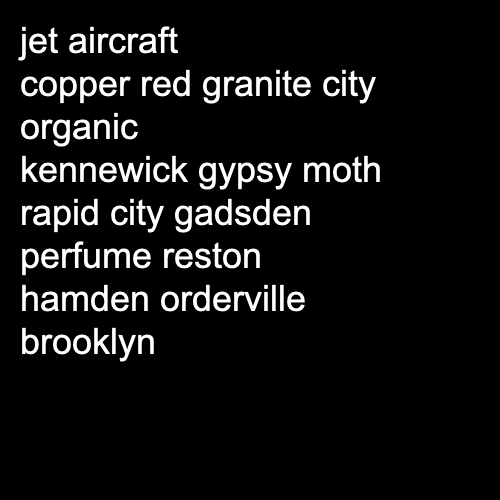 jet aircraft
copper red granite city
organic
kennewick gypsy moth
rapid city gadsden
perfume reston
hamden orderville
brooklyn